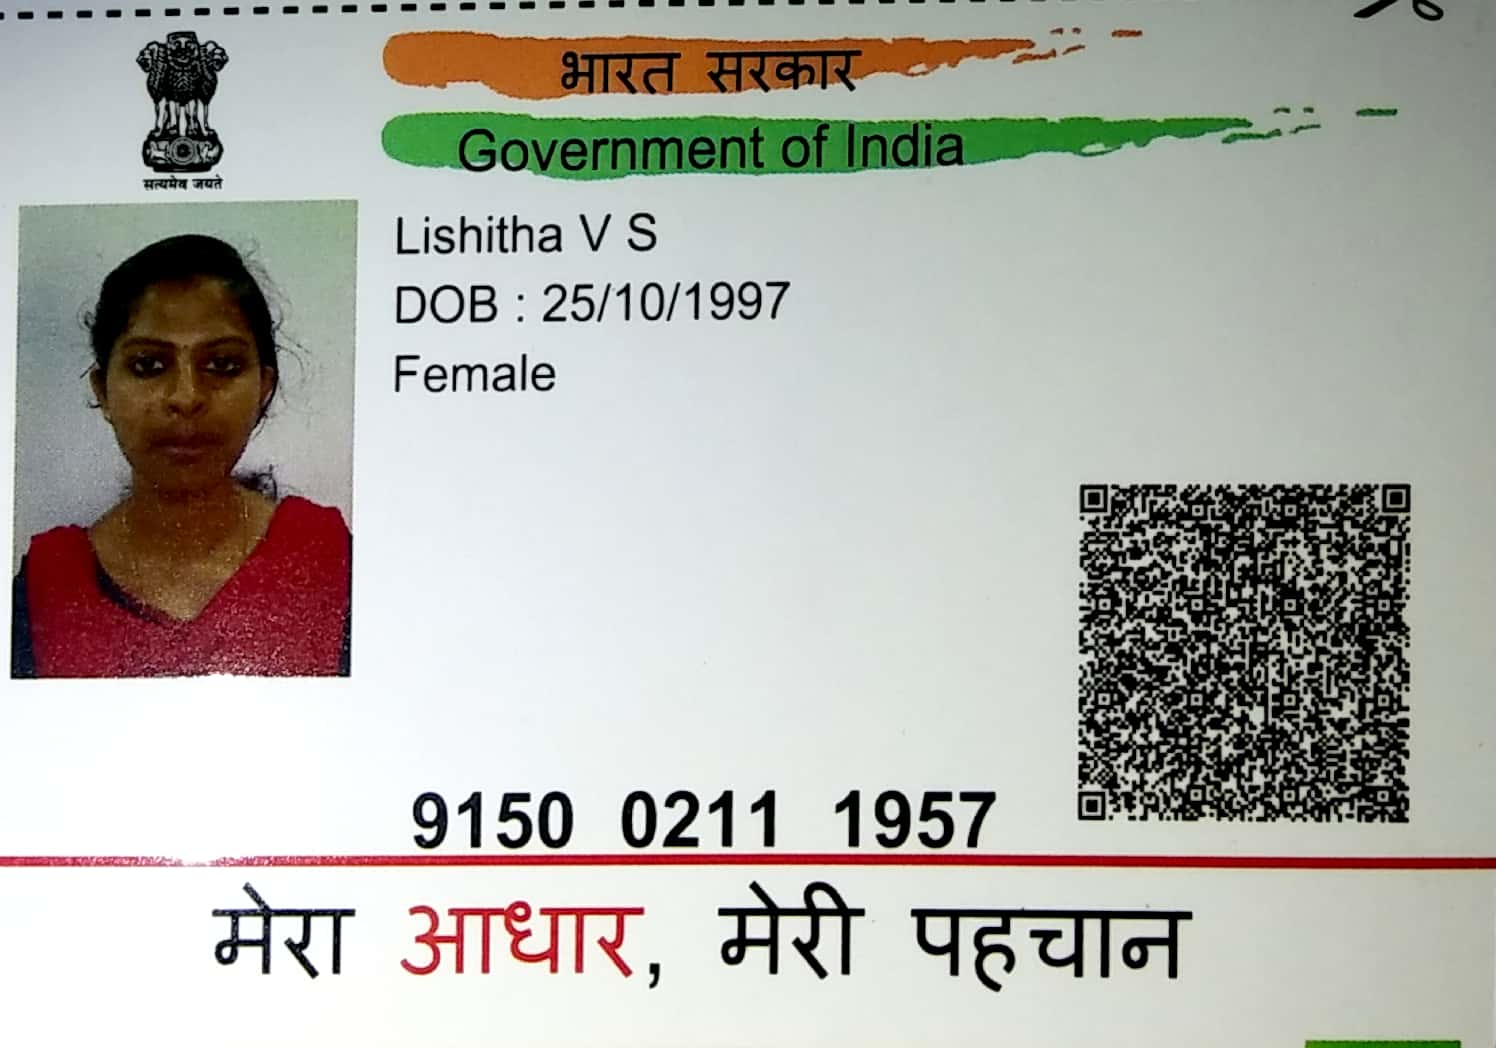 भारत सरकार
Government of India
सत्यमेव जयते
Lishitha V S
DOB : 25/10/1997
Female
9150 0211 1957
मेरा आधार, मेरी पहचान